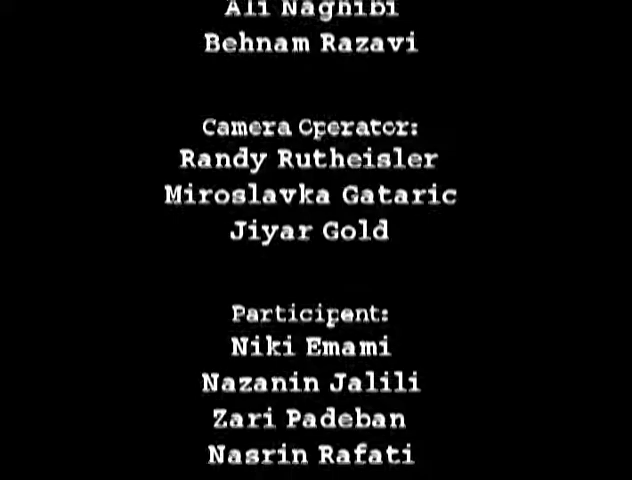 Ali Naghibi
Behnam Razavi
Camera Operator:
Randy Rutheisler
Miroslavka Gataric
Jiyar Gold
Participent:
Niki Emami
Nazanin Jalili
Zari Padeban
Nasrin Rafati